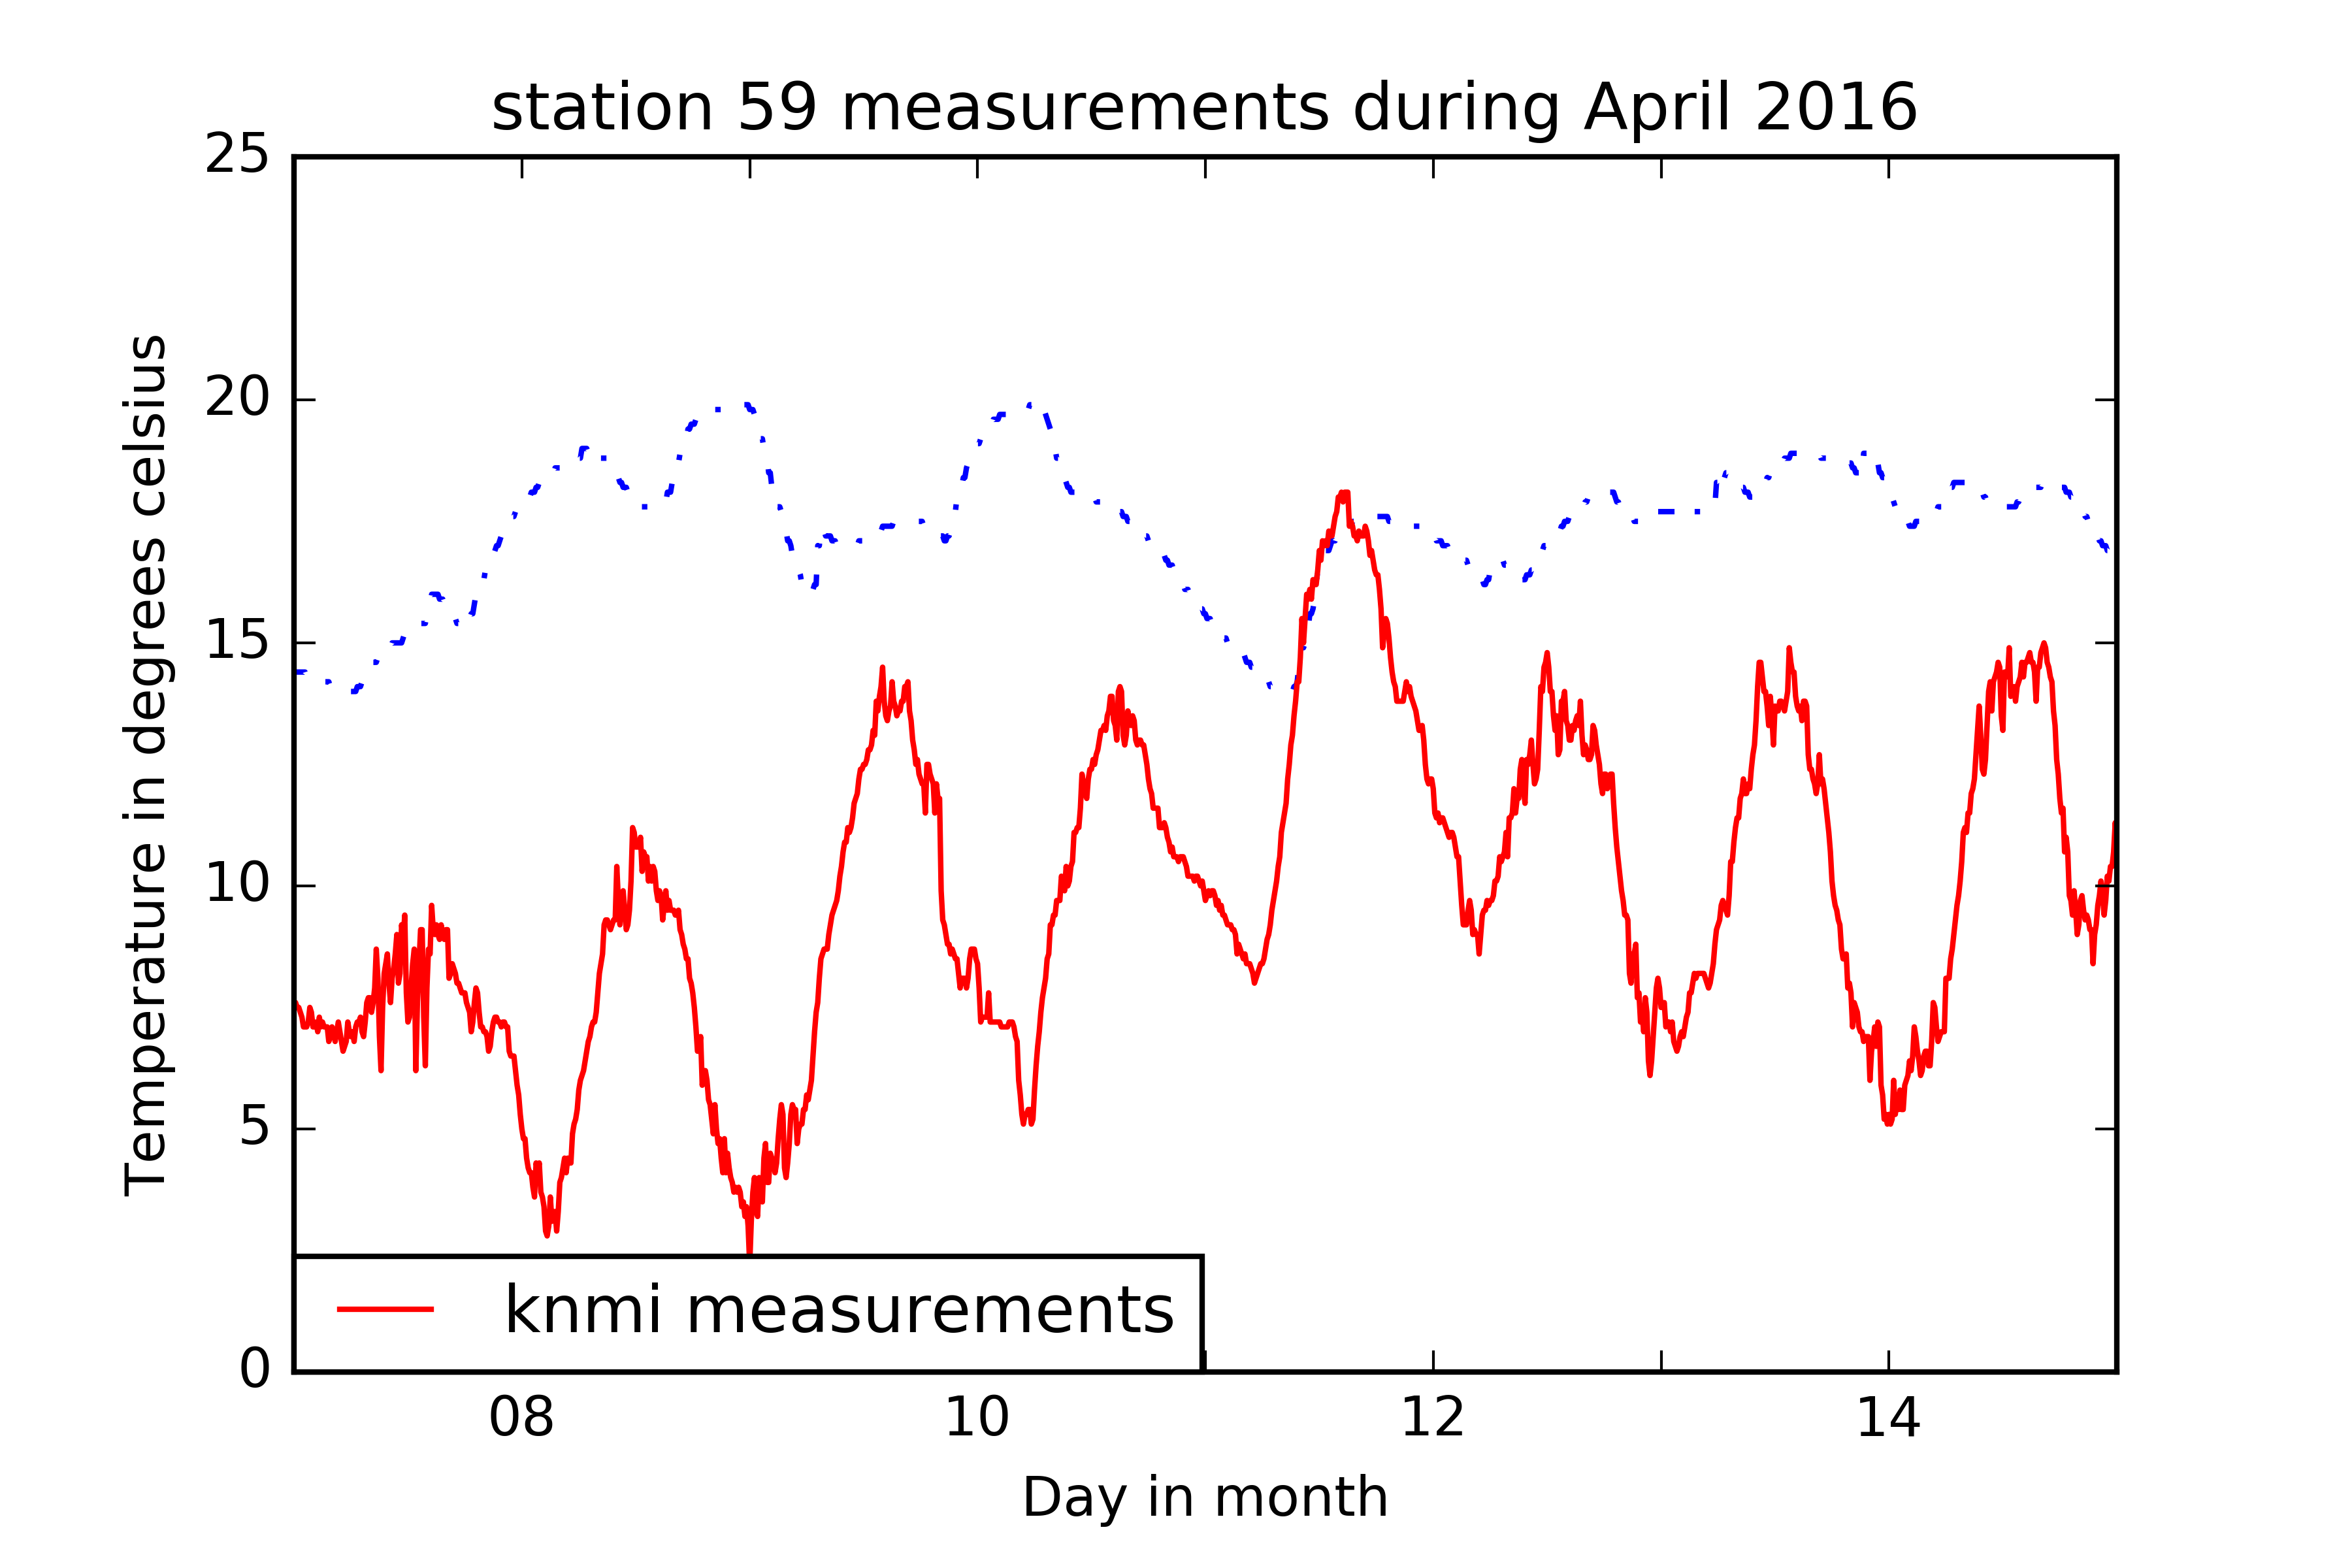 station 59 measurements during April 2016
25
20
15
10
5
0
Temperature in degrees celsius
knmi measurements
08 10 12 14
Day in month